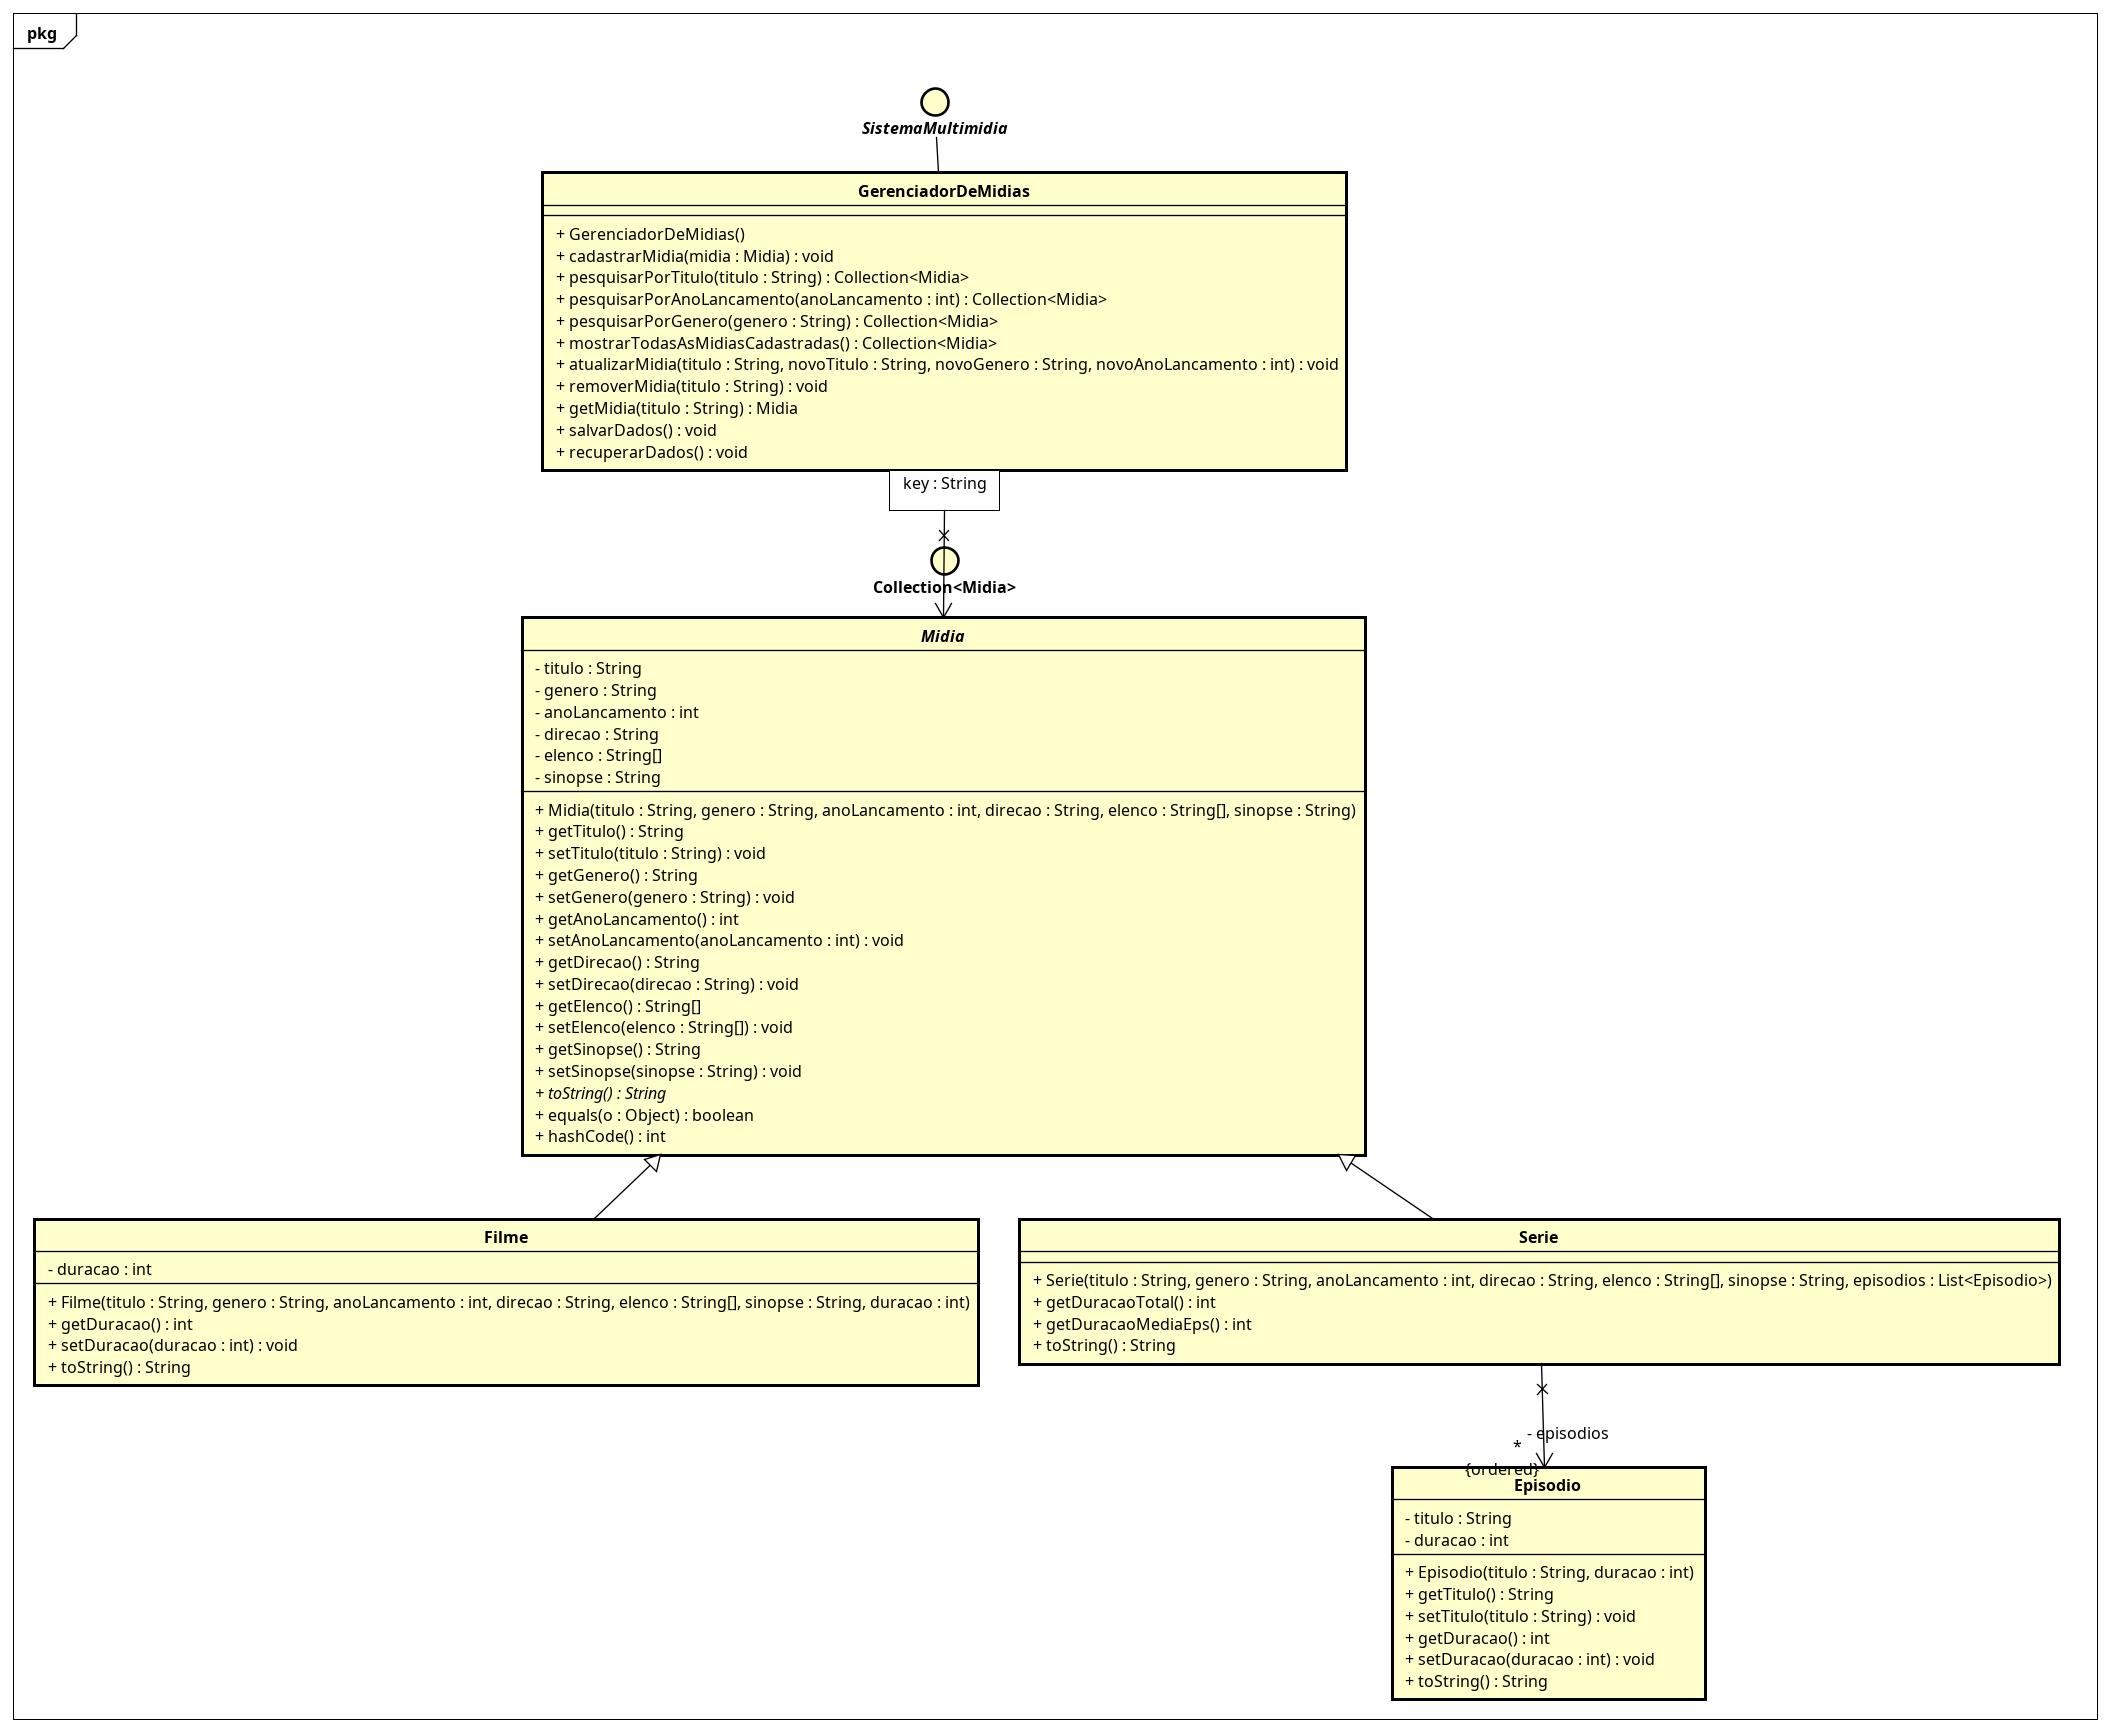 pkg
SistemaMultimidia
GerenciadorDeMidias
+ GerenciadorDeMidias()
+ cadastrarMidia(midia : Midia) : void
+ pesquisarPorTitulo(titulo : String) : Collection<Midia>
+ pesquisarPorAnoLancamento(anoLancamento : int) : Collection<Midia>
+ pesquisarPorGenero(genero : String) : Collection<Midia>
+ mostrarTodasAsMidiasCadastradas() : Collection<Midia>
+ atualizarMidia(titulo : String, novoTitulo : String, novoGenero : String, novoAnoLancamento : int) : void
+ removerMidia(titulo : String) : void
+ getMidia(titulo : String) : Midia
+ salvarDados() : void
+ recuperarDados() : void
key : String
Collection<Midia>
Midia
- titulo : String
- genero : String
- anoLancamento : int
- direcao : String
- elenco : String[]
- sinopse : String
+ Midia(titulo : String, genero : String, anoLancamento : int, direcao : String, elenco : String[], sinopse : String)
+ getTitulo() : String
+ setTitulo(titulo : String) : void
+ getGenero() : String
+ setGenero(genero : String) : void
+ getAnoLancamento() : int
+ setAnoLancamento(anoLancamento : int) : void
+ getDirecao() : String
+ setDirecao(direcao : String) : void
+ getElenco() : String[]
+ setElenco(elenco : String[]) : void
+ getSinopse() : String
+ setSinopse(sinopse : String) : void
+ toString() : String
+ equals(o : Object) : boolean
+ hashCode() : int
Filme
- duracao : int
+ Filme(titulo : String, genero : String, anoLancamento : int, direcao : String, elenco : String[], sinopse : String, duracao : int)
+ getDuracao() : int
+ setDuracao(duracao : int) : void
+ toString() : String
Serie
+ Serie(titulo : String, genero : String, anoLancamento : int, direcao : String, elenco : String[], sinopse : String, episodios : List<Episodio>)
+ getDuracaoTotal() : int
+ getDuracaoMediaEps() : int
+ toString() : String
- episodios
*
{ordered}
Episodio
- titulo : String
- duracao : int
+ Episodio(titulo : String, duracao : int)
+ getTitulo() : String
+ setTitulo(titulo : String) : void
+ getDuracao() : int
+ setDuracao(duracao : int) : void
+ toString() : String